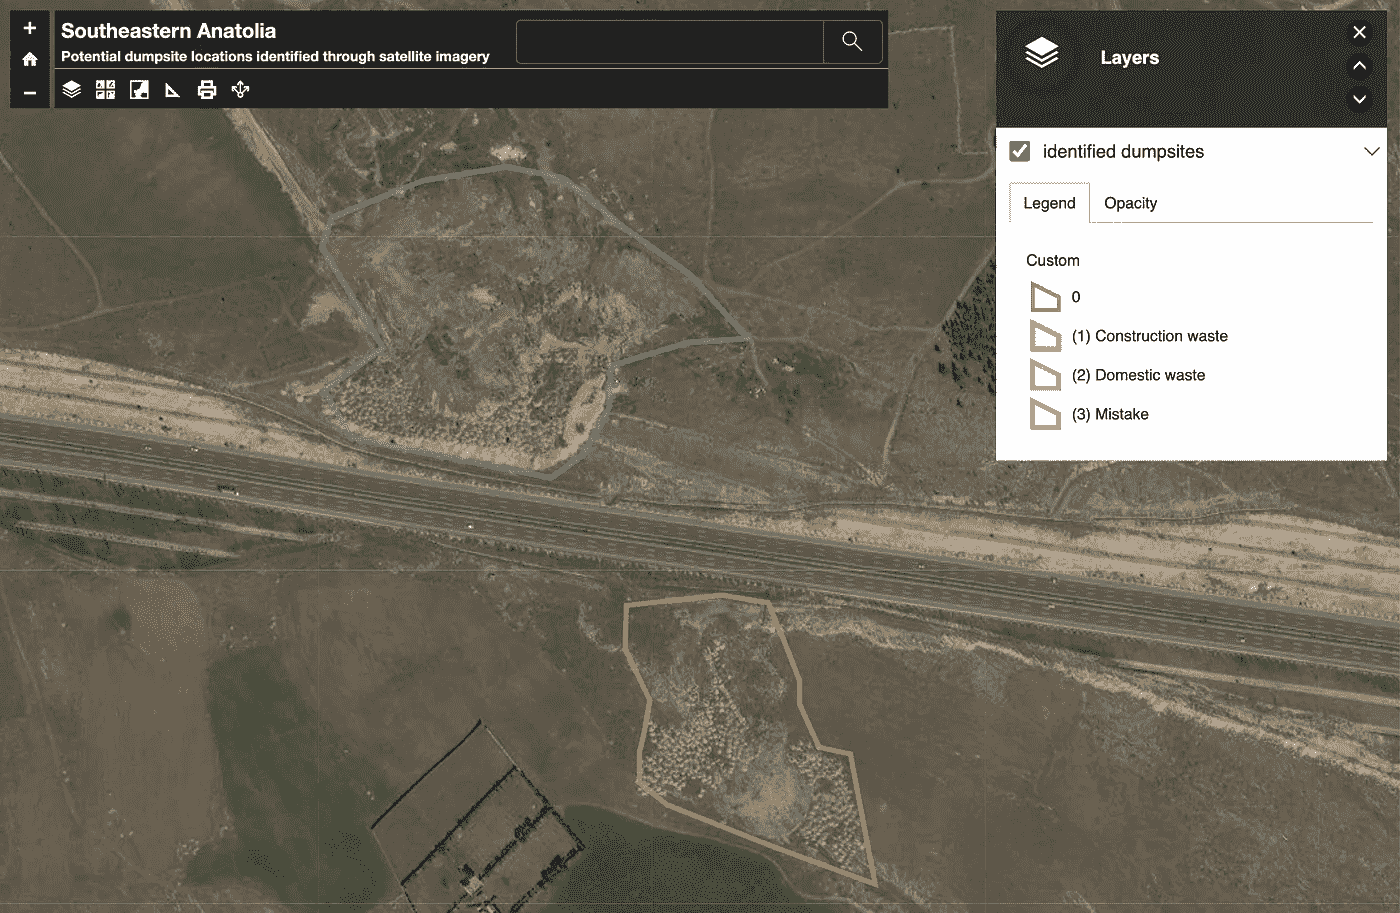 Southeastern Anatolia
Potential dumpsite locations identified through satellite imagery
Layers
identified dumpsites
Legend
Opacity
Custom
0
(1) Construction waste
(2) Domestic waste
(3) Mistake